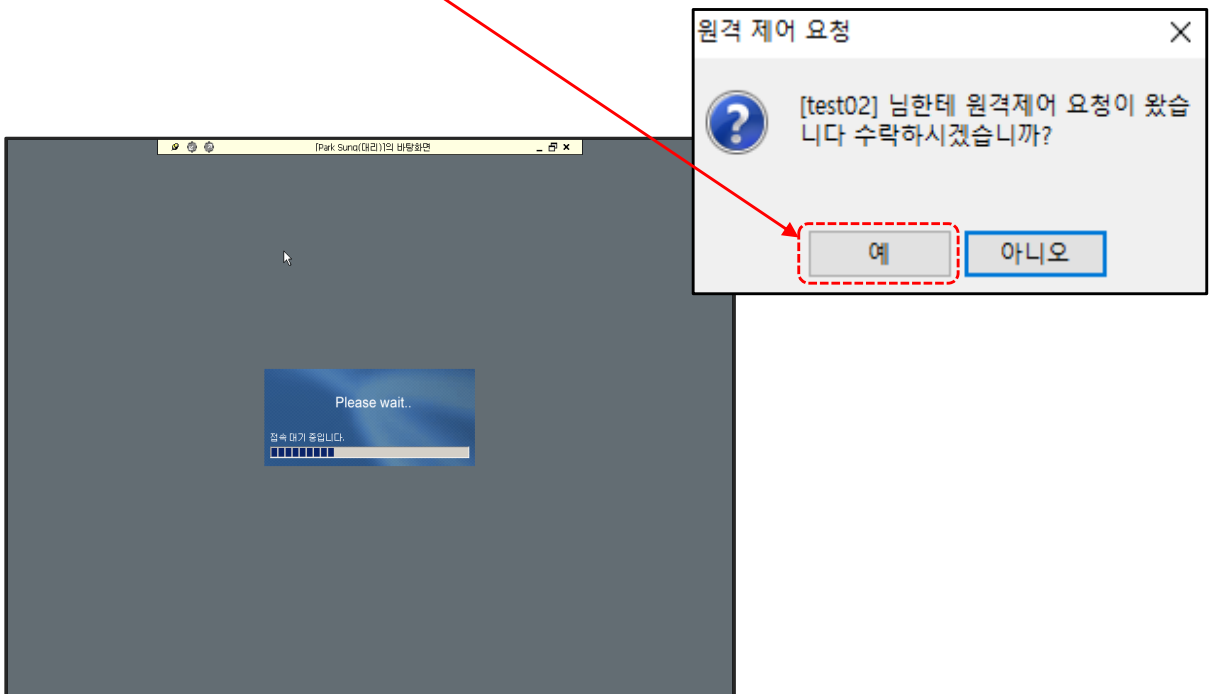 원격 제어 요청
[test02] 님한테 원격제어 요청이 왔습
니다 수락하시겠습니까?
예
아니오
[Park Sung(대리)]의 바탕화면
Please wait..
접속 대기 중입니다.